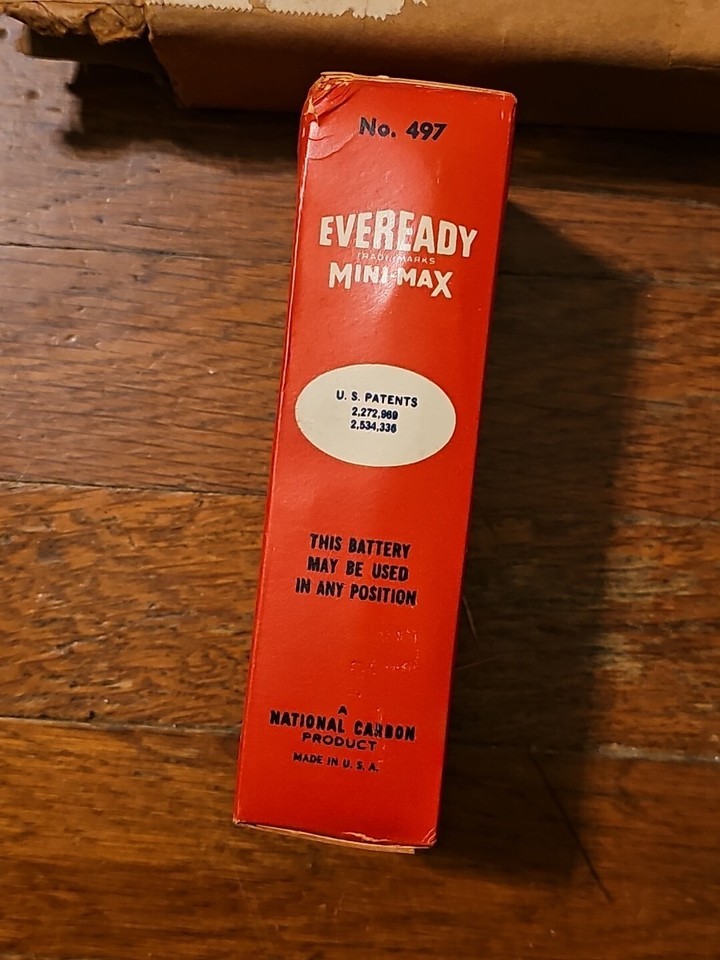 No. 497
EVEREADY
TRADE-MARKS
MINI-MAX
U. S. PATENTS
2,272,969
2,534,336
THIS BATTERY
MAY BE USED
IN ANY POSITION
A
NATIONAL CARBON
PRODUCT
MADE IN U. S. A.